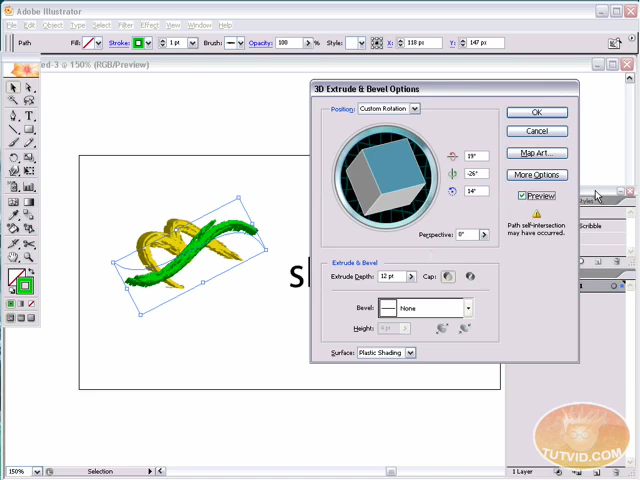 Adobe Illustrator
File Edit Object Type Select Filter Effect View Window Help
Path Fill: Stroke: 1 pt Brush: Opacity: 100 % Style: X: 118 px Y: 147 px
ed-3 @ 150% (RGB/Preview)
3D Extrude & Bevel Options
Position: Custom Rotation
OK
Cancel
Map Art...
More Options
Preview
Path self-intersection
may have occurred.
19°
-26°
14°
Perspective: 0°
Extrude & Bevel
Extrude Depth: 12 pt Cap:
Bevel: None
Height: 4 pt
Surface: Plastic Shading
Styles
Scribble
s
TUTVID.COM
150% Selection
1 Layer